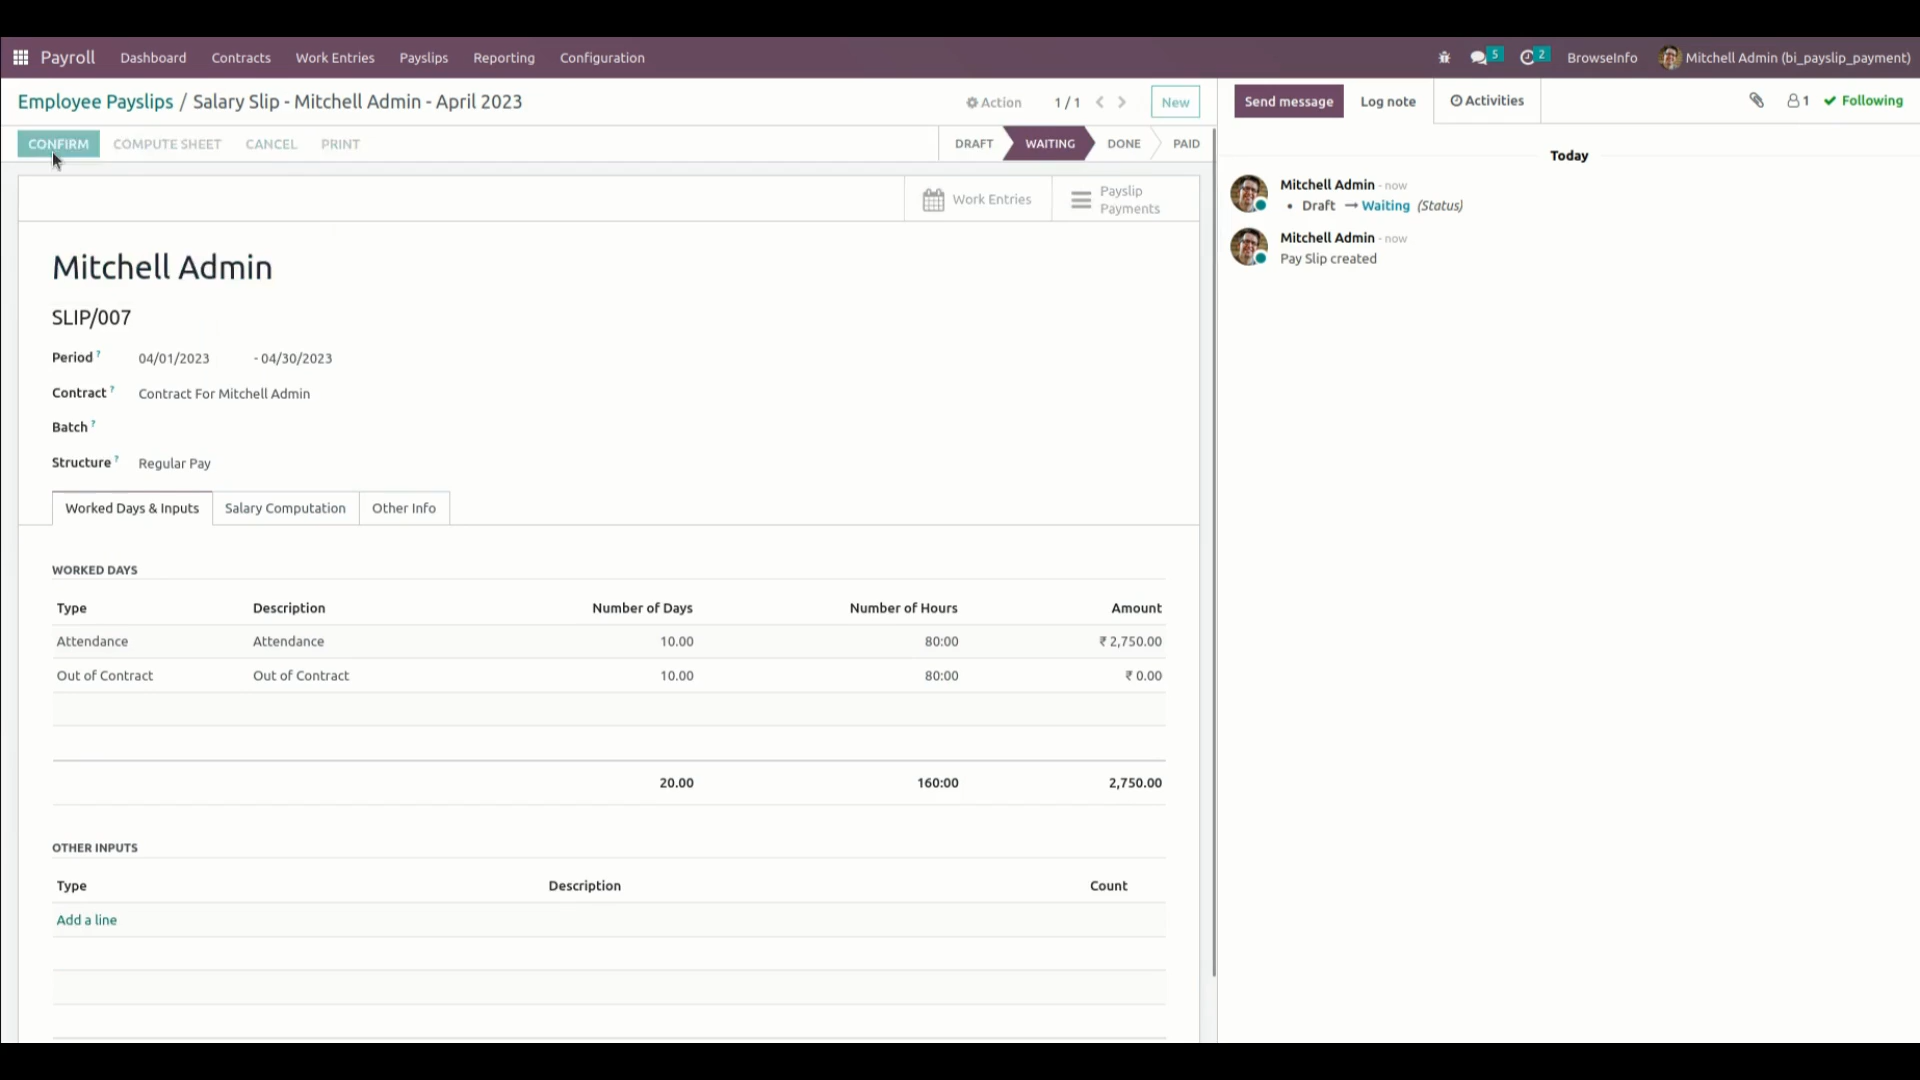 Payroll Dashboard Contracts Work Entries Payslips Reporting Configuration 5 2 BrowseInfo Mitchell Admin (bi_payslip_payment)
Employee Payslips / Salary Slip - Mitchell Admin - April 2023 Action 1 / 1 New
CONFIRM COMPUTE SHEET CANCEL PRINT DRAFT WAITING DONE PAID
Work Entries
Payslip
Payments
Mitchell Admin
SLIP/007
Period ? 04/01/2023 - 04/30/2023
Contract ? Contract For Mitchell Admin
Batch ?
Structure ? Regular Pay
Worked Days & Inputs Salary Computation Other Info
WORKED DAYS
Type Description Number of Days Number of Hours Amount
Attendance Attendance 10.00 80:00 ₹ 2,750.00
Out of Contract Out of Contract 10.00 80:00 ₹ 0.00
20.00 160:00 2,750.00
OTHER INPUTS
Type Description Count
Add a line
Send message Log note Activities 1 Following
Today
Mitchell Admin - now
• Draft → Waiting (Status)
Mitchell Admin - now
Pay Slip created